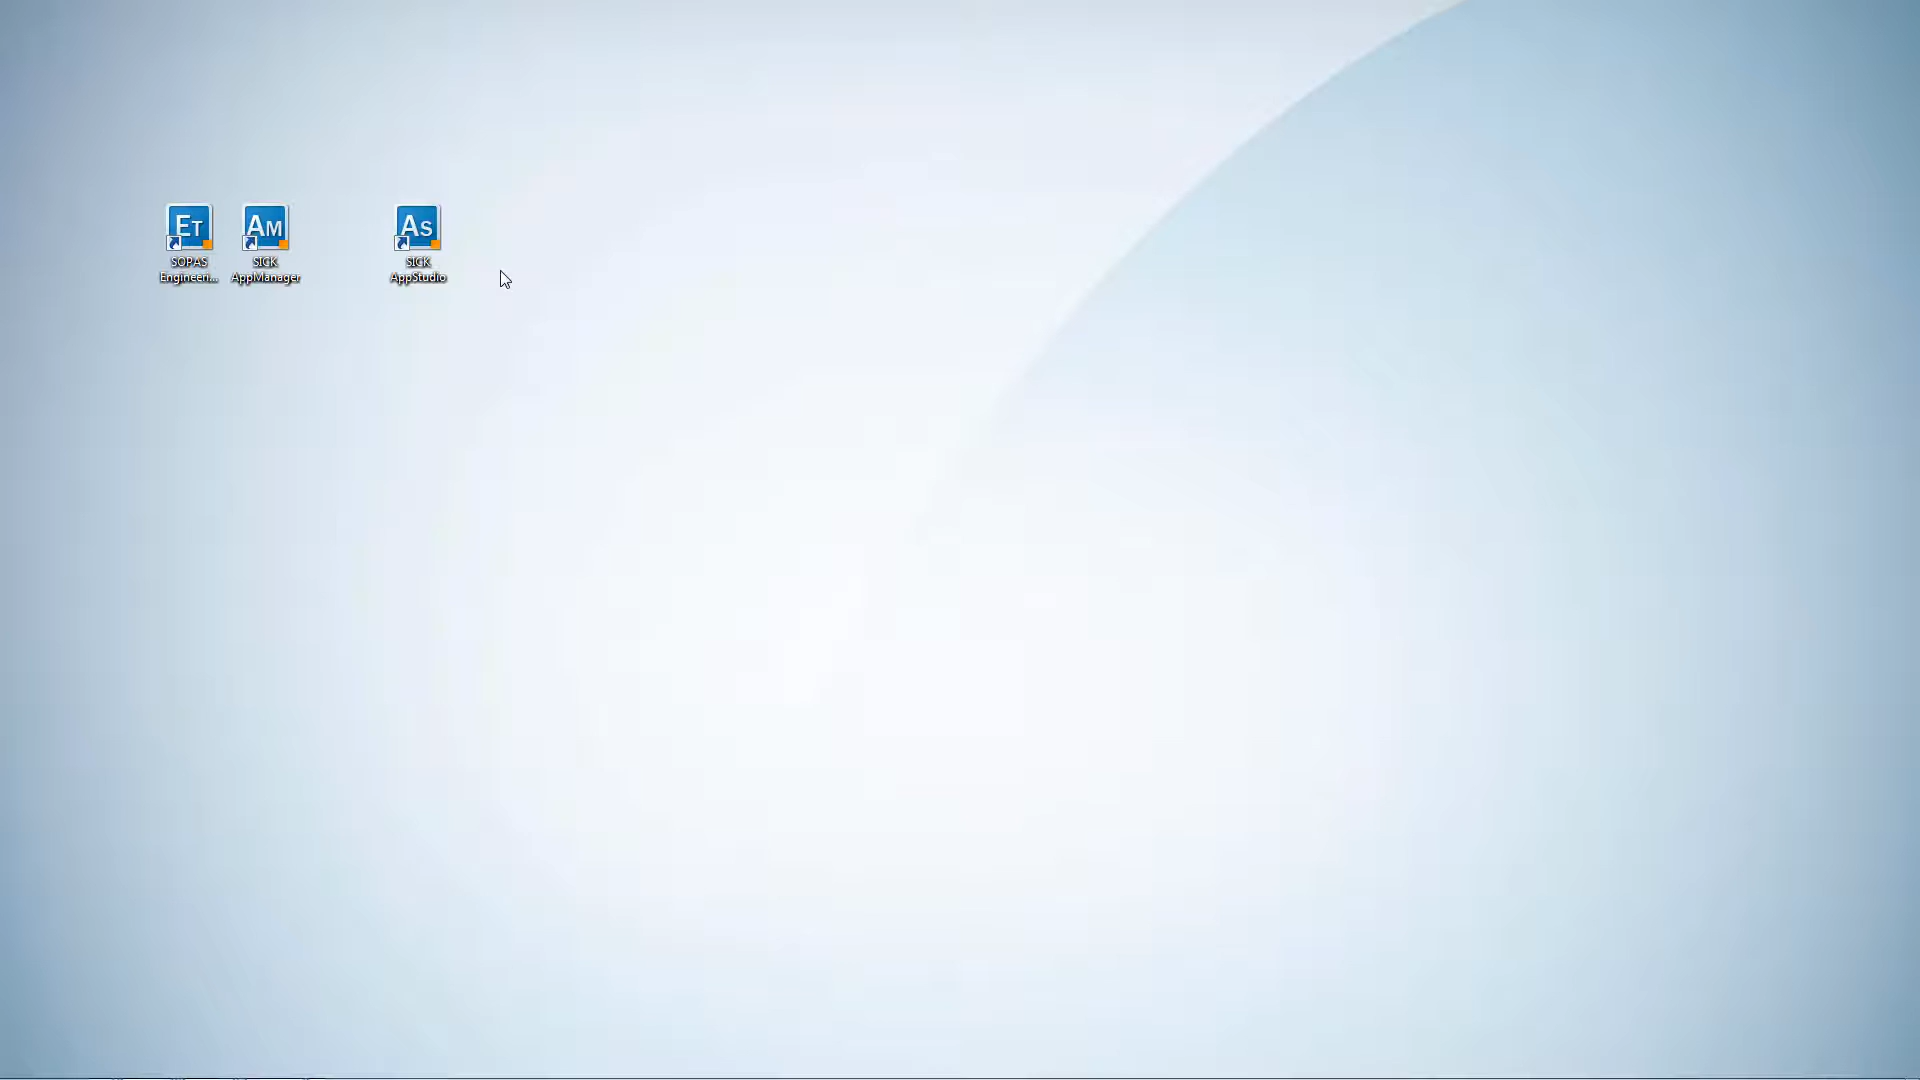 ET
SOPAS
Engineeri...
AM
SICK
AppManager
AS
SICK
AppStudio